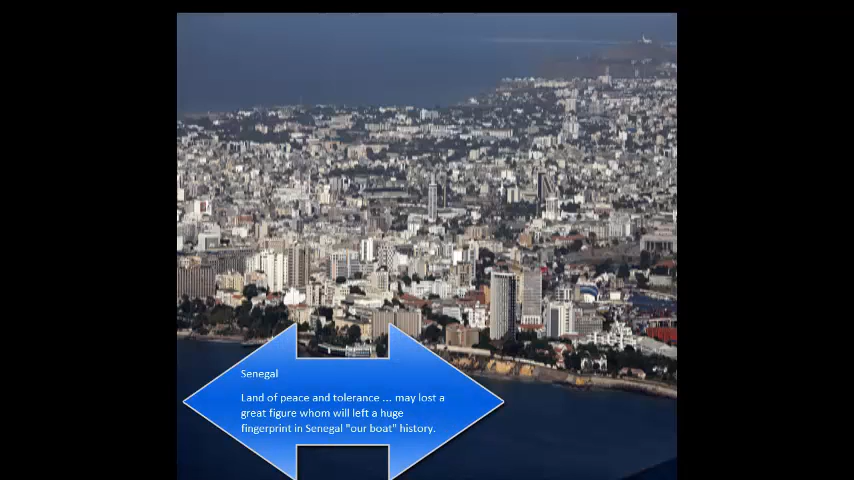 Senegal
Land of peace and tolerance ... may lost a
great figure whom will left a huge
fingerprint in Senegal "our boat" history.